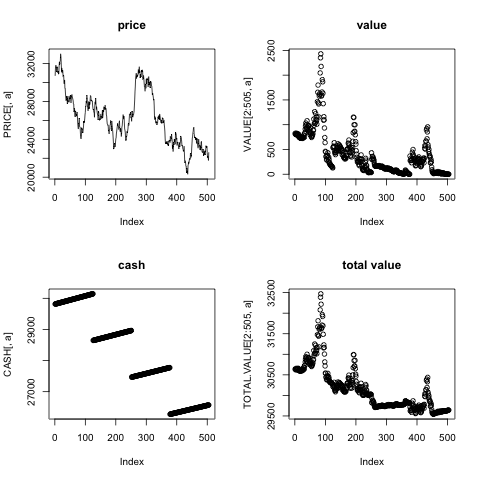 price
PRICE[, a]
20000
24000
28000
32000
0 100 200 300 400 500
Index
value
VALUE[2:505, a]
0
500
1500
2500
0 100 200 300 400 500
Index
cash
CASH[, a]
27000
29000
0 100 200 300 400 500
Index
total value
TOTAL.VALUE[2:505, a]
29500
30500
31500
32500
0 100 200 300 400 500
Index